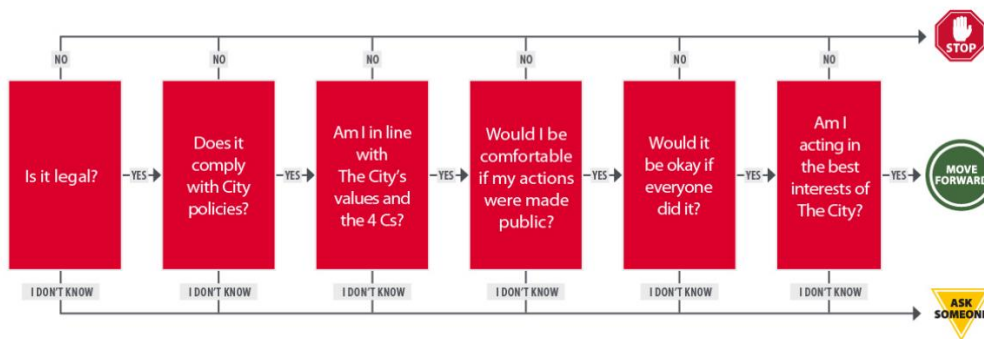 STOP
NO
NO
NO
NO
NO
NO
Is it legal?
YES
Does it
comply
with City
policies?
YES
Am I in line
with
The City's
values and
the 4 Cs?
YES
Would I be
comfortable
if my actions
were made
public?
YES
Would it
be okay if
everyone
did it?
YES
Am I
acting in
the best
interests of
The City?
YES
MOVE
FORWARD
I DON'T KNOW
I DON'T KNOW
I DON'T KNOW
I DON'T KNOW
I DON'T KNOW
I DON'T KNOW
ASK
SOMEONE